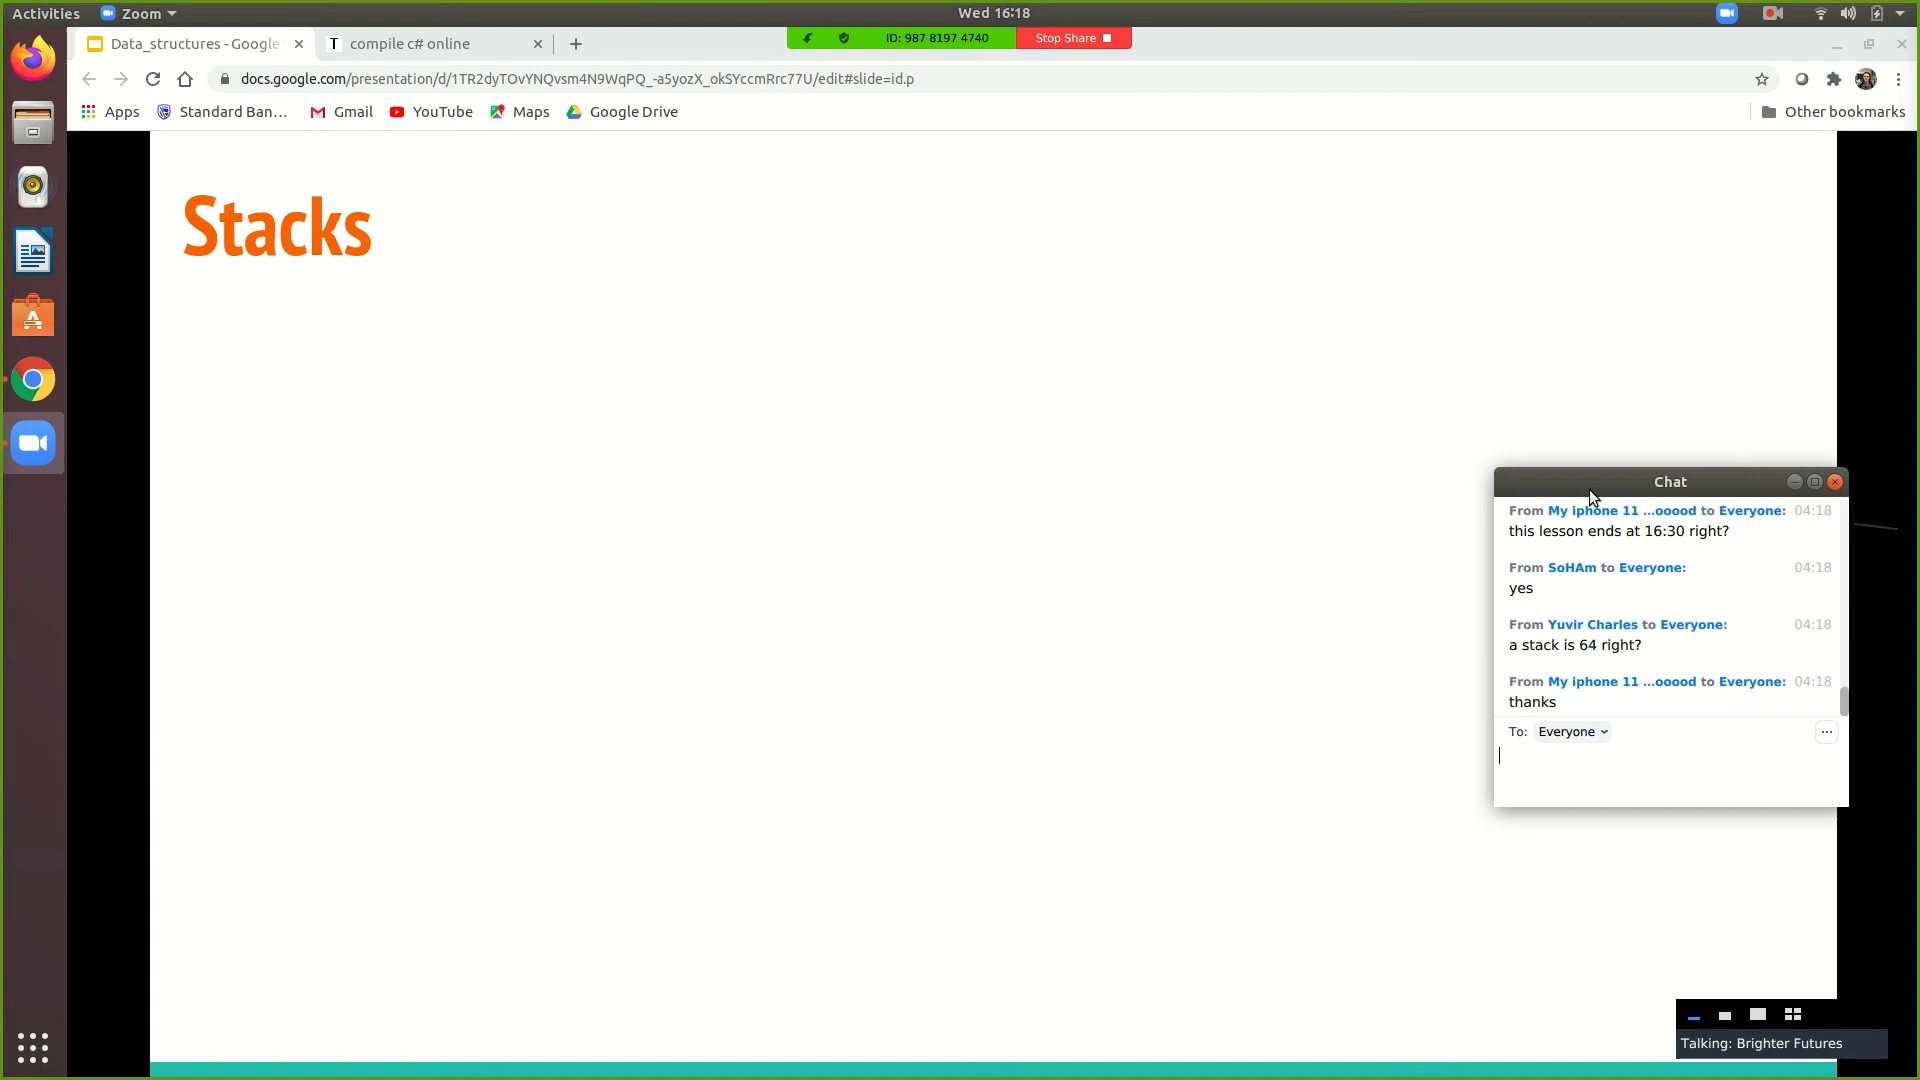 Activities
Zoom
Wed 16:18
Data_structures - Google
T compile c# online
ID: 987 8197 4740
Stop Share
docs.google.com/presentation/d/1TR2dyTOvYNQvsm4N9WqPQ_-a5yozX_okSYccmRrc77U/edit#slide=id.p
Apps
Standard Ban...
Gmail
YouTube
Maps
Google Drive
Other bookmarks
Stacks
Chat
From My iphone 11 ...ooood to Everyone: 04:18
this lesson ends at 16:30 right?
From SoHAm to Everyone: 04:18
yes
From Yuvir Charles to Everyone: 04:18
a stack is 64 right?
From My iphone 11 ...ooood to Everyone: 04:18
thanks
To: Everyone
Talking: Brighter Futures